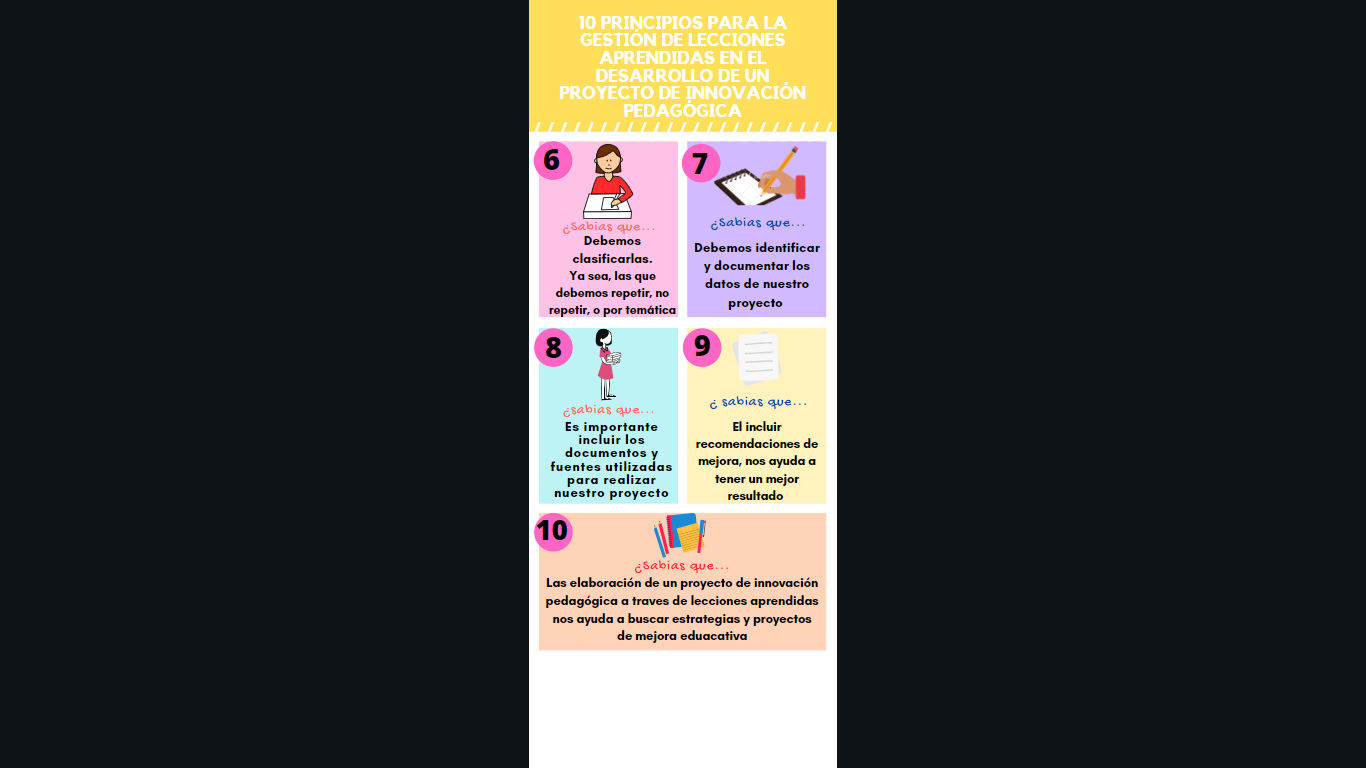 10 PRINCIPIOS PARA LA
GESTIÓN DE LECCIONES
APRENDIDAS EN EL
DESARROLLO DE UN
PROYECTO DE INNOVACIÓN
PEDAGÓGICA
6
¿Sabias que...
Debemos
clasificarlas.
Ya sea, las que
debemos repetir, no
repetir, o por temática
7
¿Sabias que...
Debemos identificar
y documentar los
datos de nuestro
proyecto
8
¿sabias que...
Es importante
incluir los
documentos y
fuentes utilizadas
para realizar
nuestro proyecto
9
¿ sabias que...
El incluir
recomendaciones de
mejora, nos ayuda a
tener un mejor
resultado
10
¿Sabias que...
Las elaboración de un proyecto de innovación
pedagógica a traves de lecciones aprendidas
nos ayuda a buscar estrategias y proyectos
de mejora eduacativa